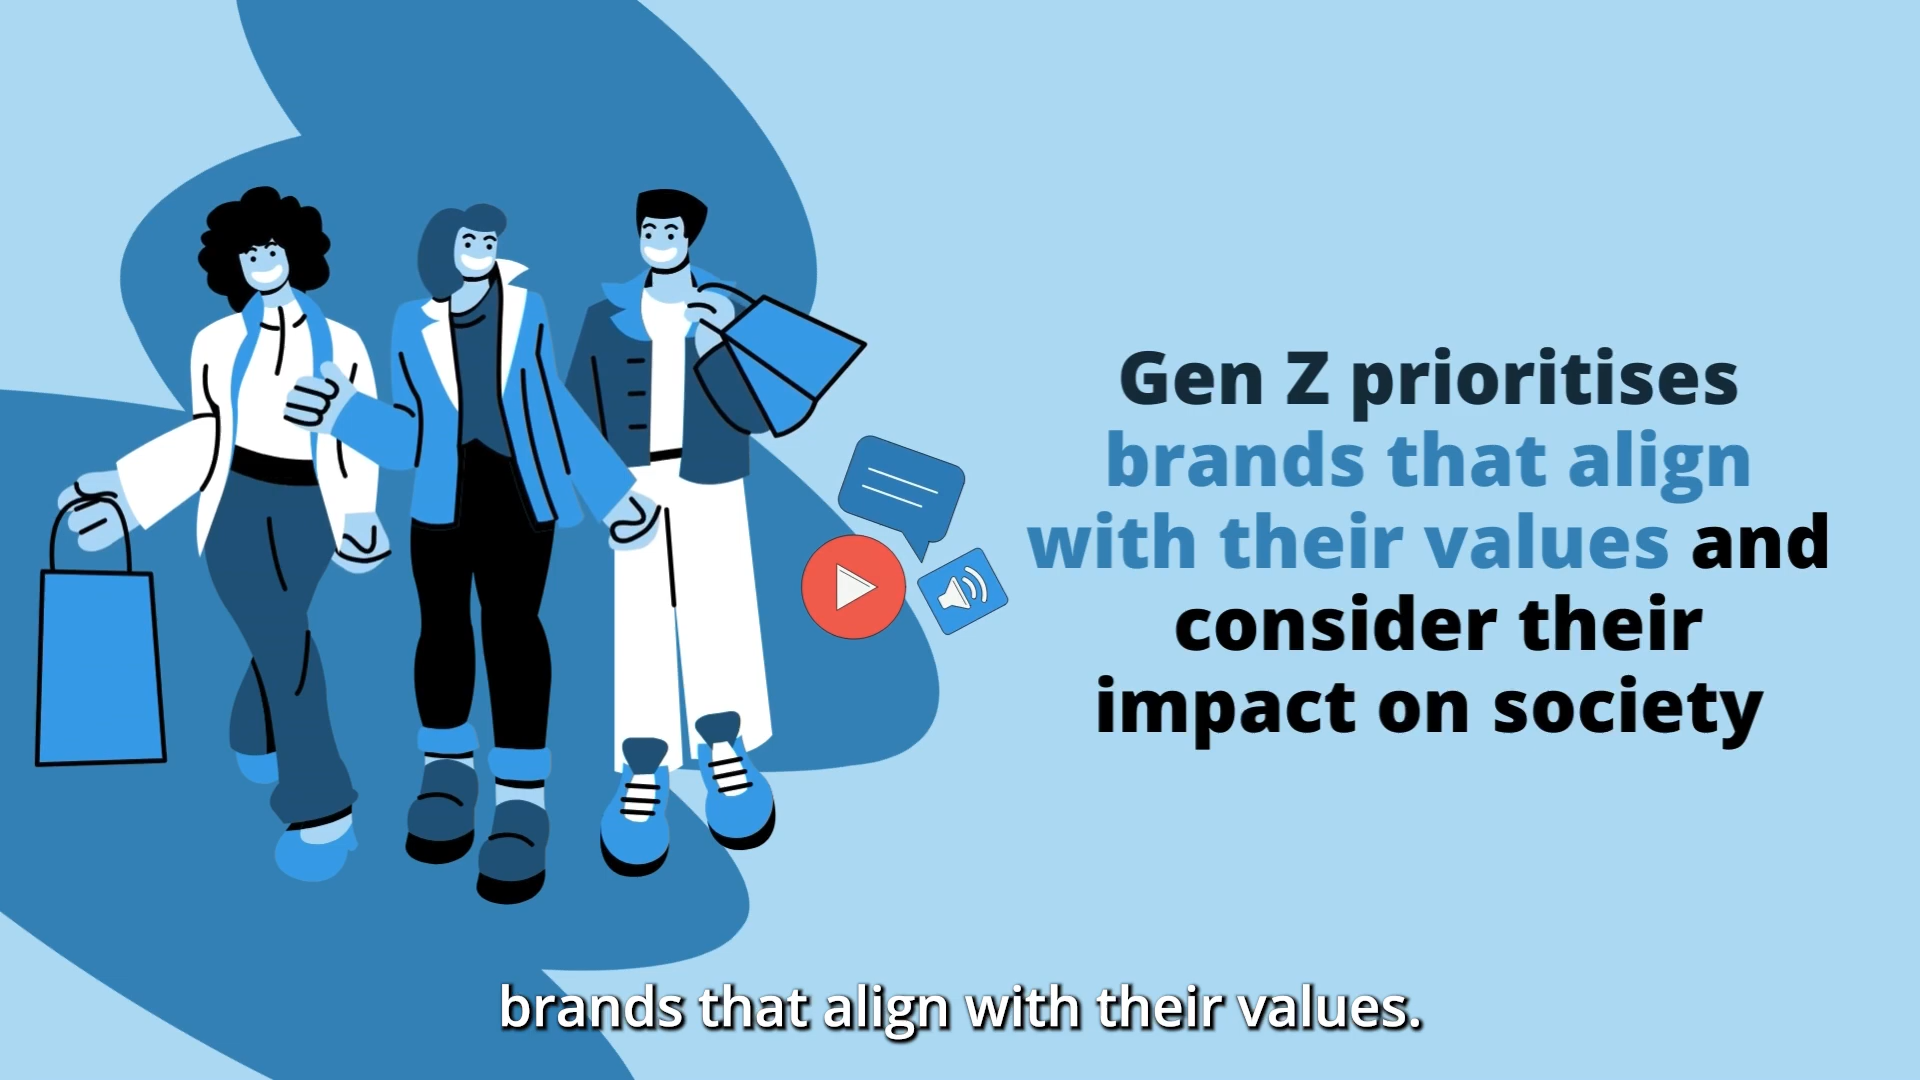 Gen Z prioritises
brands that align
with their values and
consider their
impact on society
brands that align with their values.